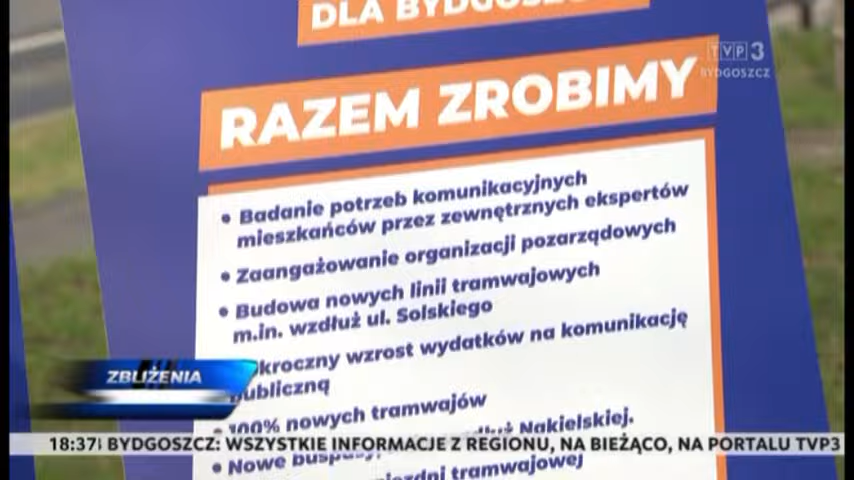 DLA BYDGOSZCZ
TVP3
BYDGOSZCZ
RAZEM ZROBIMY
• Badanie potrzeb komunikacyjnych
mieszkańców przez zewnętrznych ekspertów
• Zaangażowanie organizacji pozarządowych
• Budowa nowych linii tramwajowych
m.in. wzdłuż ul. Solskiego
kroczny wzrost wydatków na komunikację
publiczną
• 100% nowych tramwajów
• Nowe buspasy, Nakielskiej.
tramwajowej
ZBLIŻENIA
18:37 BYDGOSZCZ: WSZYSTKIE INFORMACJE Z REGIONU, NA BIEŻĄCO, NA PORTALU TVP3